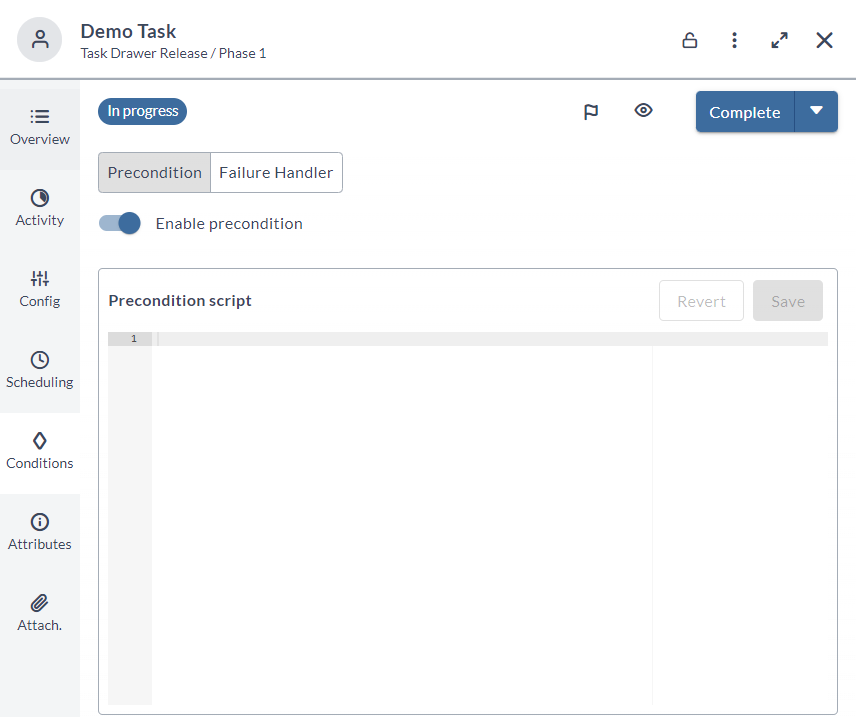 Demo Task
Task Drawer Release / Phase 1
Overview
Activity
Config
Scheduling
Conditions
Attributes
Attach.
In progress
Complete
Precondition Failure Handler
Enable precondition
Precondition script
Revert Save
1